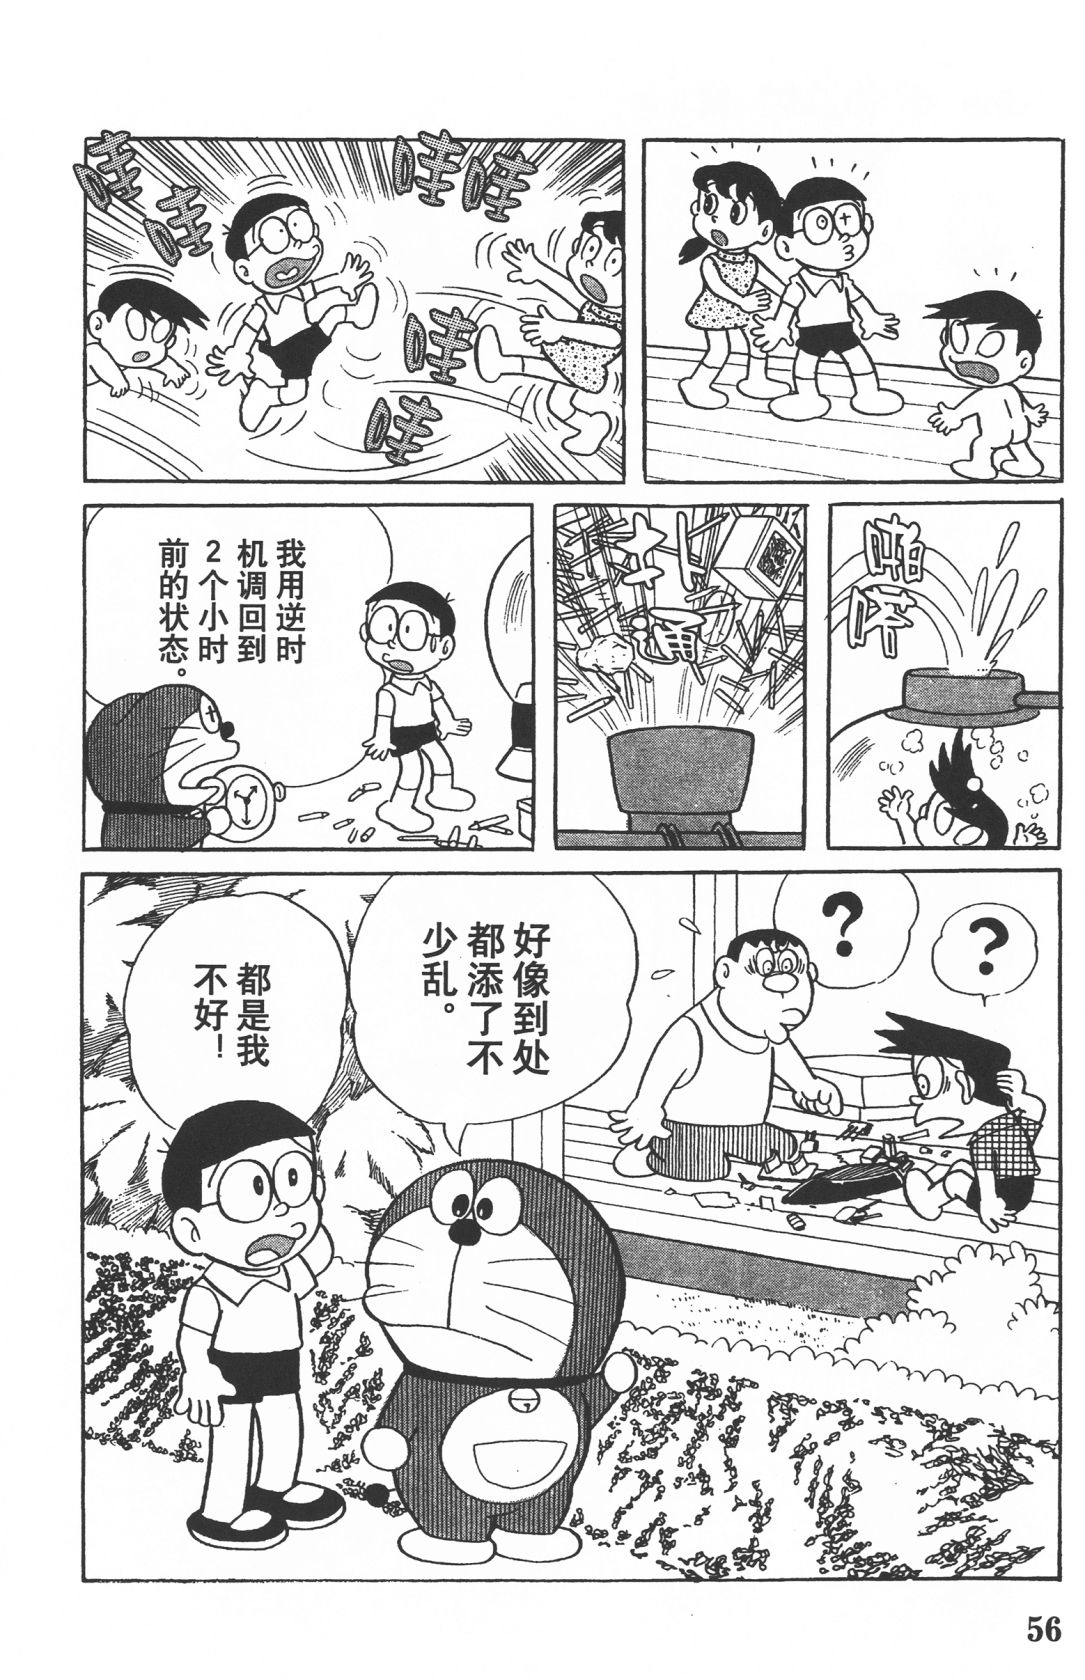 哇
哇
哇
哇
哇
哇
啪
嗒
扑
通
我用逆时
机调回到
2个小时
前的状态。
?
?
好像到处
都添了不
少乱。
都是我
不好!
56